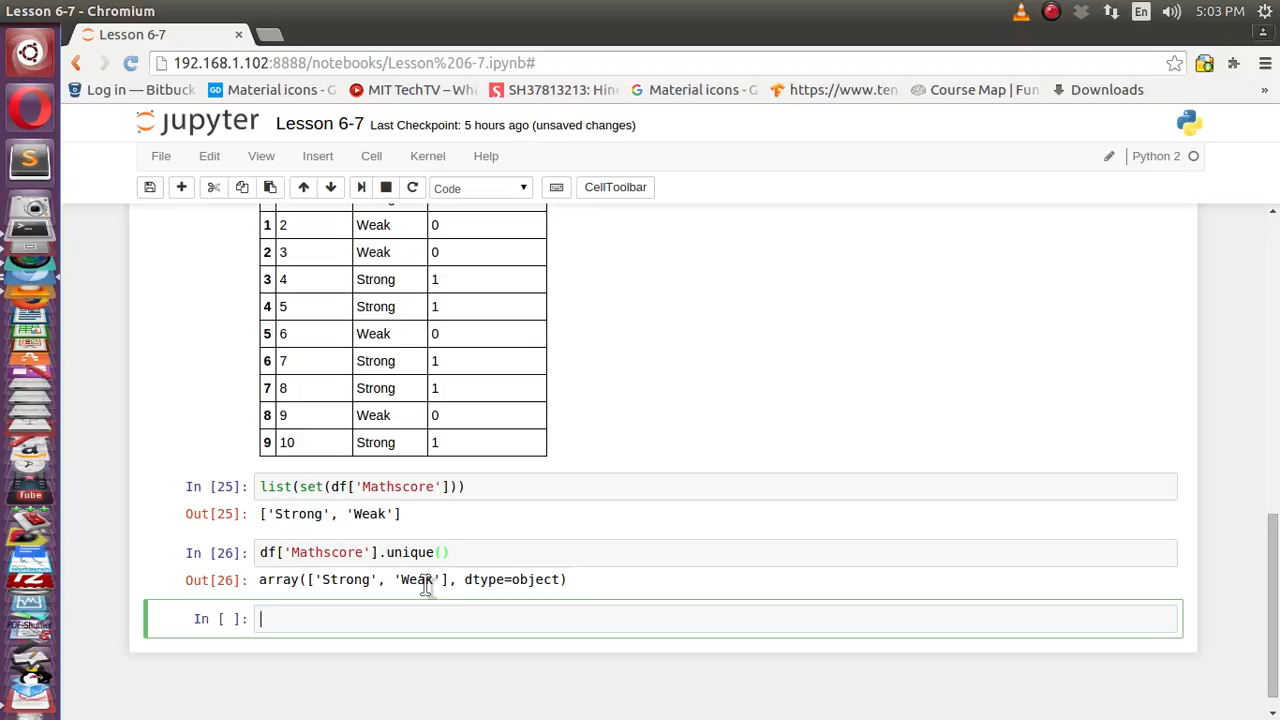 Lesson 6-7 - Chromium
En
5:03 PM
Lesson 6-7
192.168.1.102:8888/notebooks/Lesson%206-7.ipynb#
Log in — Bitbuck
Material icons - G
MIT TechTV – Wha
SH37813213: Hin
Material icons - G
https://www.ten
Course Map | Fun
Downloads
»
jupyter
Lesson 6-7 Last Checkpoint: 5 hours ago (unsaved changes)
File Edit View Insert Cell Kernel Help
Python 2
Code
CellToolbar
1 2 Weak 0
2 3 Weak 0
3 4 Strong 1
4 5 Strong 1
5 6 Weak 0
6 7 Strong 1
7 8 Strong 1
8 9 Weak 0
9 10 Strong 1
In [25]: list(set(df['Mathscore']))
Out[25]: ['Strong', 'Weak']
In [26]: df['Mathscore'].unique()
Out[26]: array(['Strong', 'Weak'], dtype=object)
In [ ]: